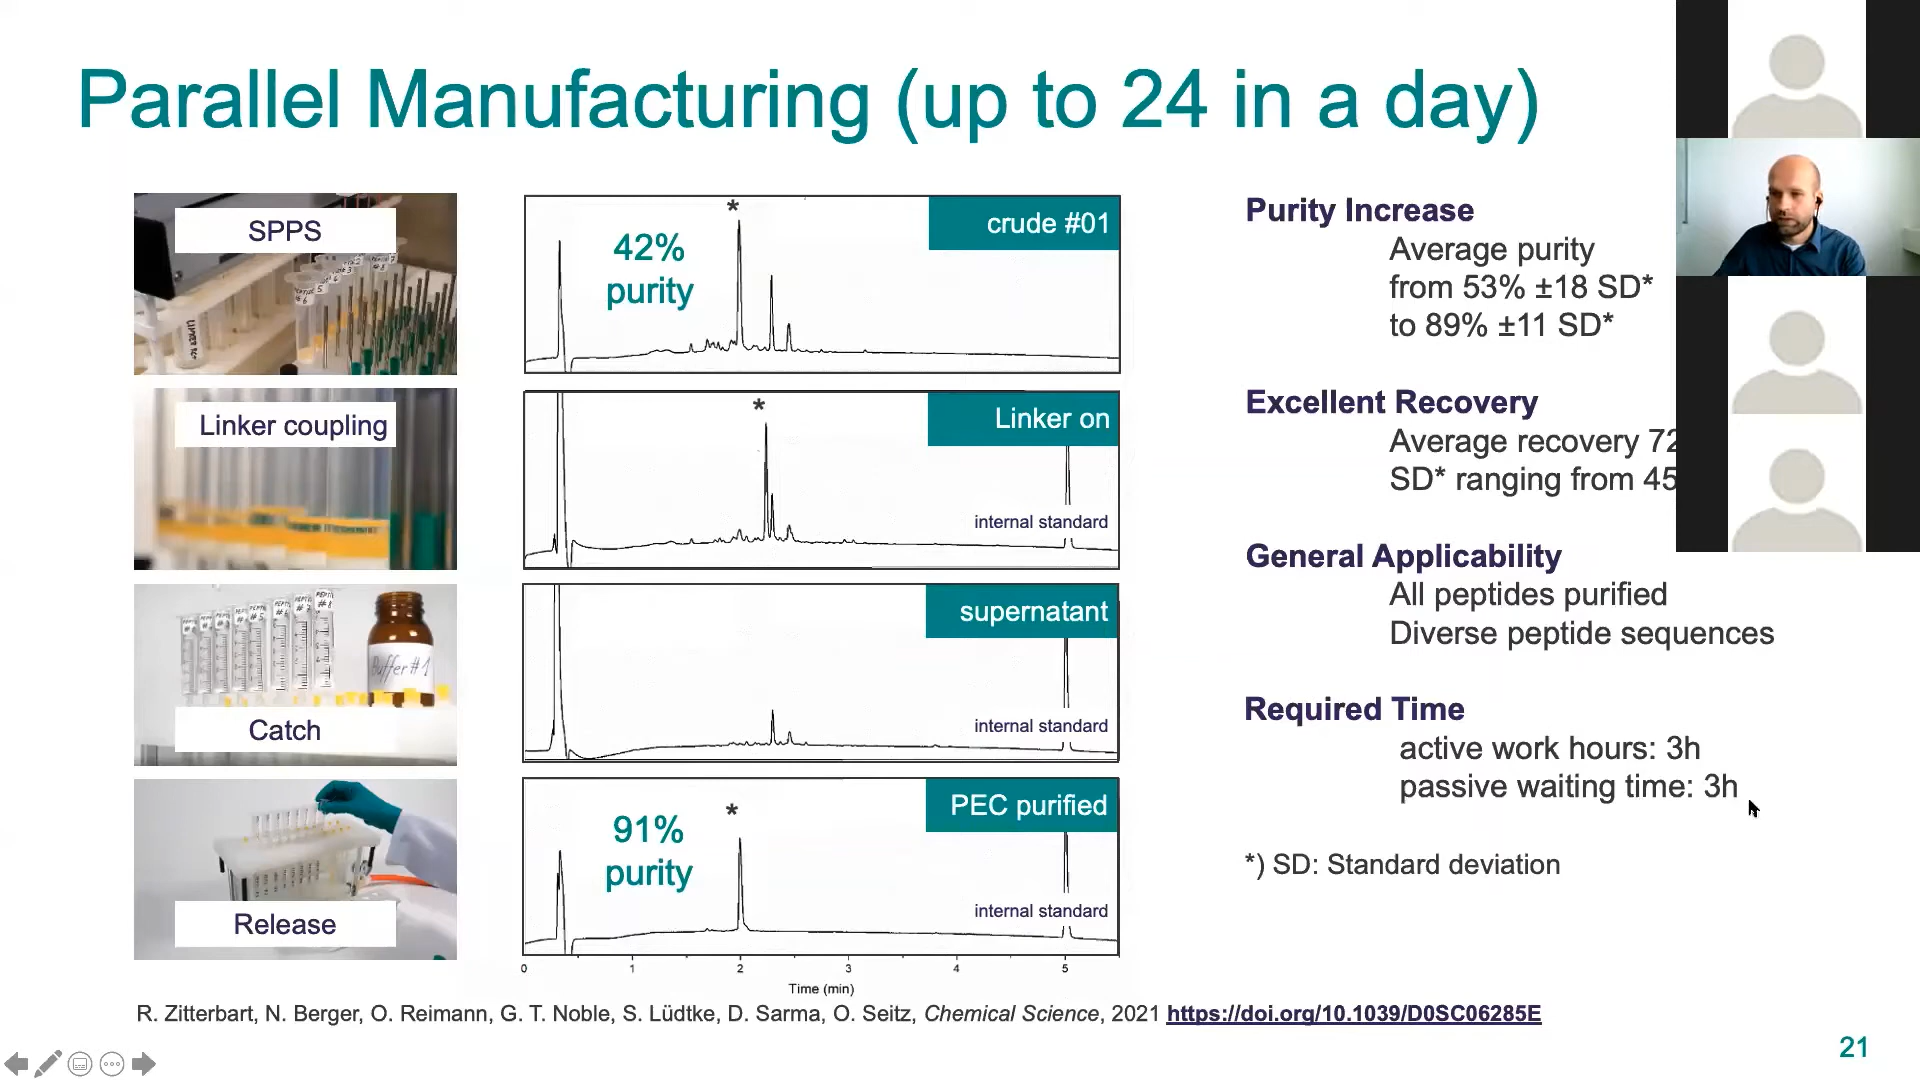 Parallel Manufacturing (up to 24 in a day)
SPPS
Linker coupling
Buffer #1
Catch
Release
*
crude #01
42%
purity
*
Linker on
internal standard
supernatant
internal standard
*
PEC purified
91%
purity
internal standard
0 1 2 3 4 5
Time (min)
Purity Increase
Average purity
from 53% ±18 SD*
to 89% ±11 SD*
Excellent Recovery
Average recovery 72
SD* ranging from 45
General Applicability
All peptides purified
Diverse peptide sequences
Required Time
active work hours: 3h
passive waiting time: 3h
*) SD: Standard deviation
R. Zitterbart, N. Berger, O. Reimann, G. T. Noble, S. Lüdtke, D. Sarma, O. Seitz, Chemical Science, 2021 https://doi.org/10.1039/D0SC06285E
21